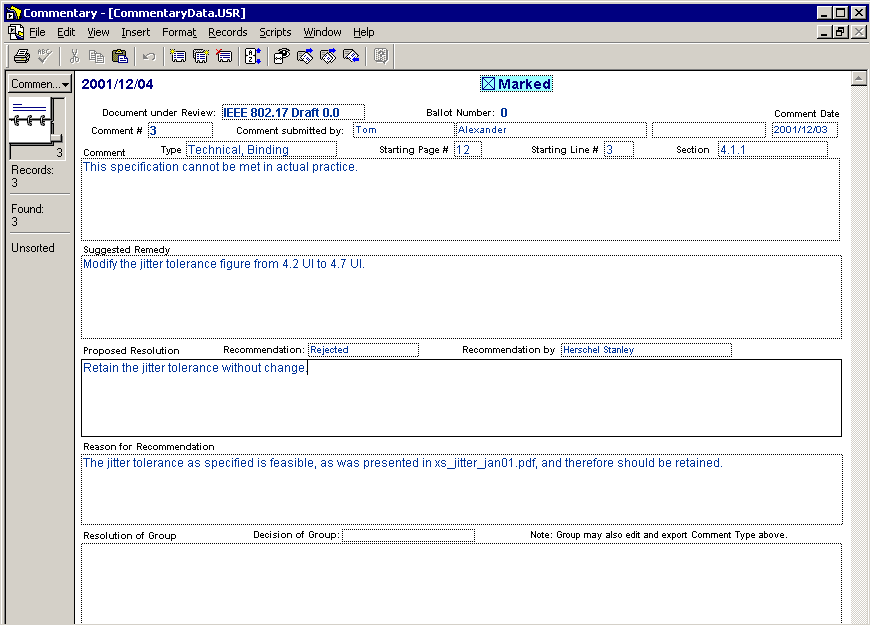 Commentary - [CommentaryData.USR]
File Edit View Insert Format Records Scripts Window Help
Commen...
2001/12/04 Marked
Document under Review: IEEE 802.17 Draft 0.0 Ballot Number: 0 Comment Date
Comment # 3 Comment submitted by: Tom Alexander 2001/12/03
Comment Type Technical, Binding Starting Page # 12 Starting Line # 3 Section 4.1.1
3
This specification cannot be met in actual practice.
Records:
3
Found:
3
Unsorted
Suggested Remedy
Modify the jitter tolerance figure from 4.2 UI to 4.7 UI.
Proposed Resolution Recommendation: Rejected Recommendation by Herschel Stanley
Retain the jitter tolerance without change.
Reason for Recommendation
The jitter tolerance as specified is feasible, as was presented in xs_jitter_jan01.pdf, and therefore should be retained.
Resolution of Group Decision of Group: Note: Group may also edit and export Comment Type above.